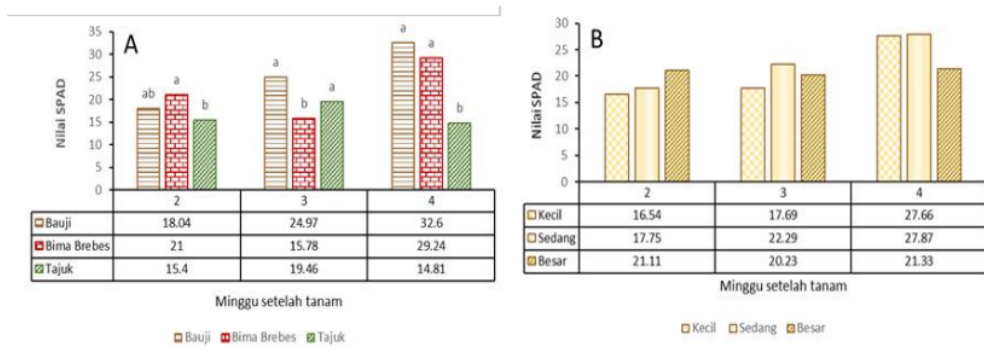 A
Nilai SPAD
35
30
25
20
15
10
5
0
ab a b
a b a
a a b
2 3 4
Bauji 18.04 24.97 32.6
Bima Brebes 21 15.78 29.24
Tajuk 15.4 19.46 14.81
Minggu setelah tanam
Bauji Bima Brebes Tajuk
B
Nilai SPAD
30
25
20
15
10
5
0
2 3 4
Kecil 16.54 17.69 27.66
Sedang 17.75 22.29 27.87
Besar 21.11 20.23 21.33
Minggu setelah tanam
Kecil Sedang Besar